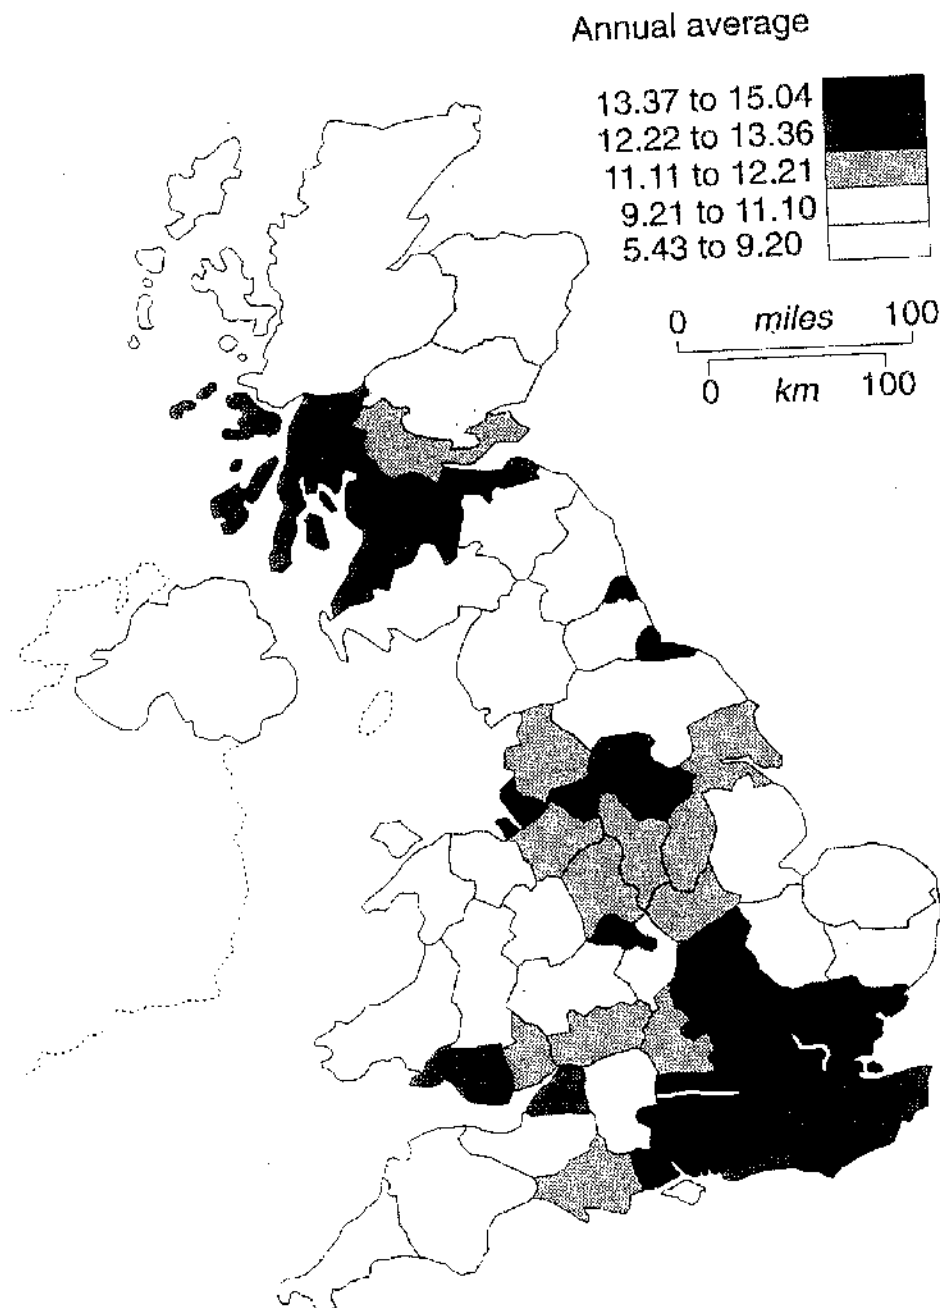 Annual average
13.37 to 15.04
12.22 to 13.36
11.11 to 12.21
9.21 to 11.10
5.43 to 9.20
0 miles 100
0 km 100